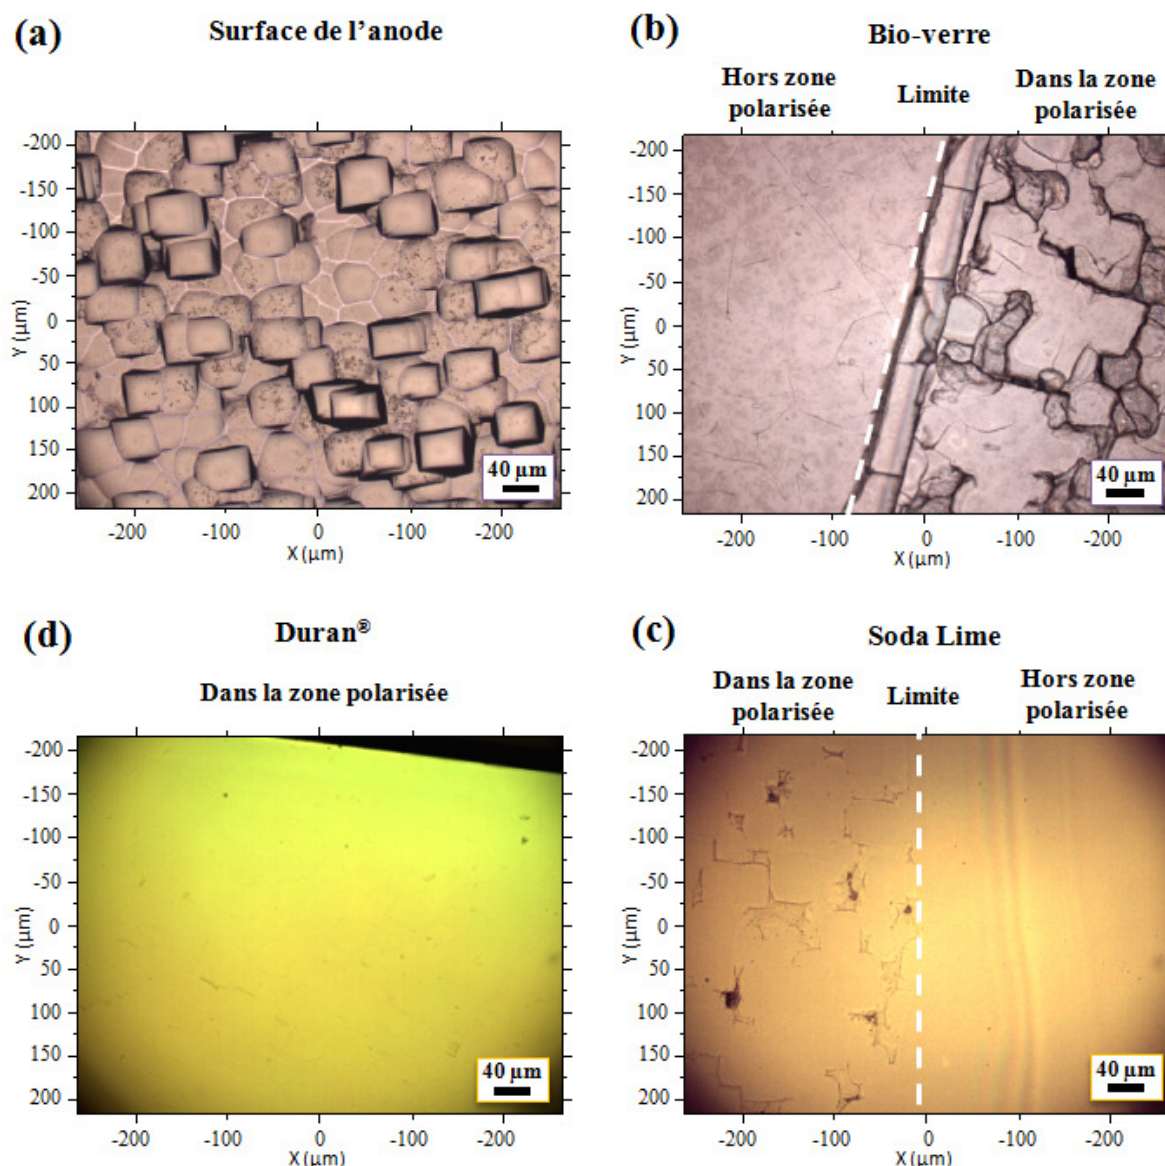 (a)
Surface de l'anode
-200
-150
-100
-50
0
50
100
150
200
Y (µm)
-200
-100
0
-100
-200
X (µm)
40 µm
(b)
Bio-verre
Hors zone
polarisée
Limite
Dans la zone
polarisée
-200
-150
-100
-50
0
50
100
150
200
Y (µm)
-200
-100
0
-100
-200
X (µm)
40 µm
(d)
Duran®
Dans la zone polarisée
-200
-150
-100
-50
0
50
100
150
200
Y (µm)
-200
-100
0
-100
-200
X (µm)
40 µm
(c)
Soda Lime
Dans la zone
polarisée
Limite
Hors zone
polarisée
-200
-150
-100
-50
0
50
100
150
200
Y (µm)
-200
-100
0
-100
-200
X (µm)
40 µm